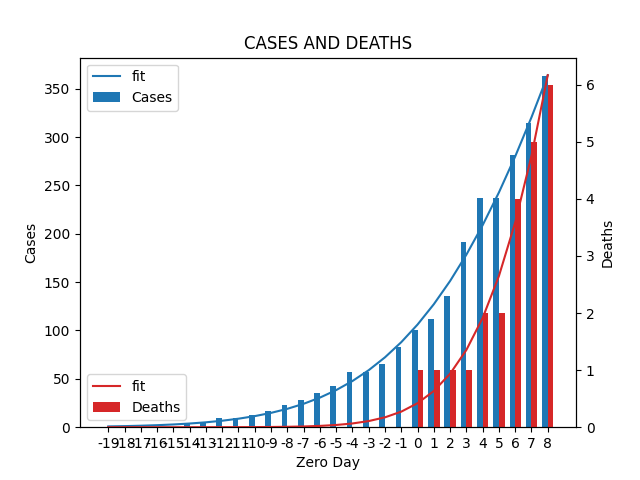 CASES AND DEATHS
fit
Cases
fit
Deaths
Cases
350
300
250
200
150
100
50
0
Deaths
6
5
4
3
2
1
0
-19 -18 -17 -16 -15 -14 -13 -12 -11 -10 -9 -8 -7 -6 -5 -4 -3 -2 -1 0 1 2 3 4 5 6 7 8
Zero Day